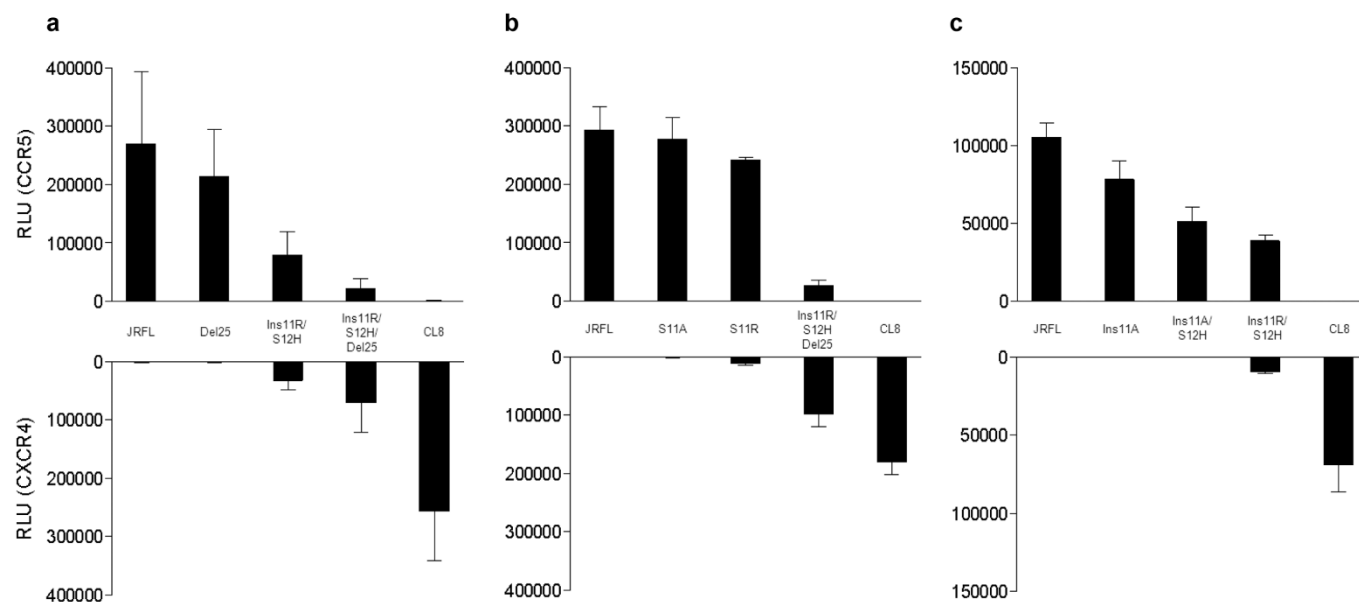 a
400000
300000
200000
100000
0
RLU (CCR5)
JRFL
Del25
Ins11R/
S12H
Ins11R/
S12H/
Del25
CL8
0
100000
200000
300000
400000
RLU (CXCR4)
b
400000
300000
200000
100000
0
JRFL
S11A
S11R
Ins11R/
S12H
Del25
CL8
0
100000
200000
300000
400000
c
150000
100000
50000
0
JRFL
Ins11A
Ins11A/
S12H
Ins11R/
S12H
CL8
0
50000
100000
150000